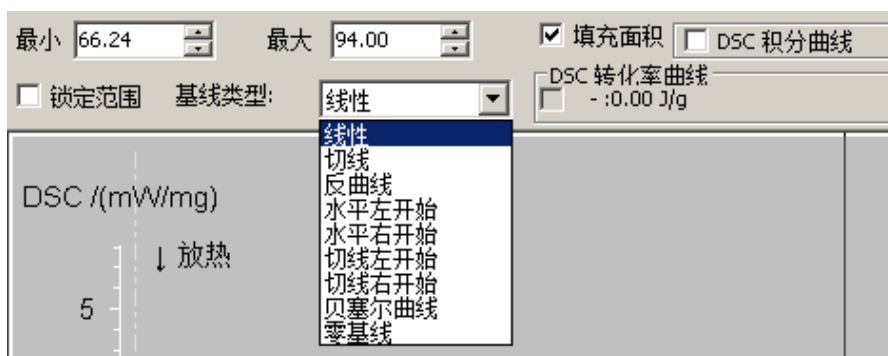 最小 66.24 最大 94.00 填充面积 DSC 积分曲线
锁定范围 基线类型: 线性 DSC 转化率曲线
- :0.00 J/g
线性
切线
反曲线
水平左开始
水平右开始
切线左开始
切线右开始
贝塞尔曲线
零基线
DSC /(mW/mg)
↓ 放热
5